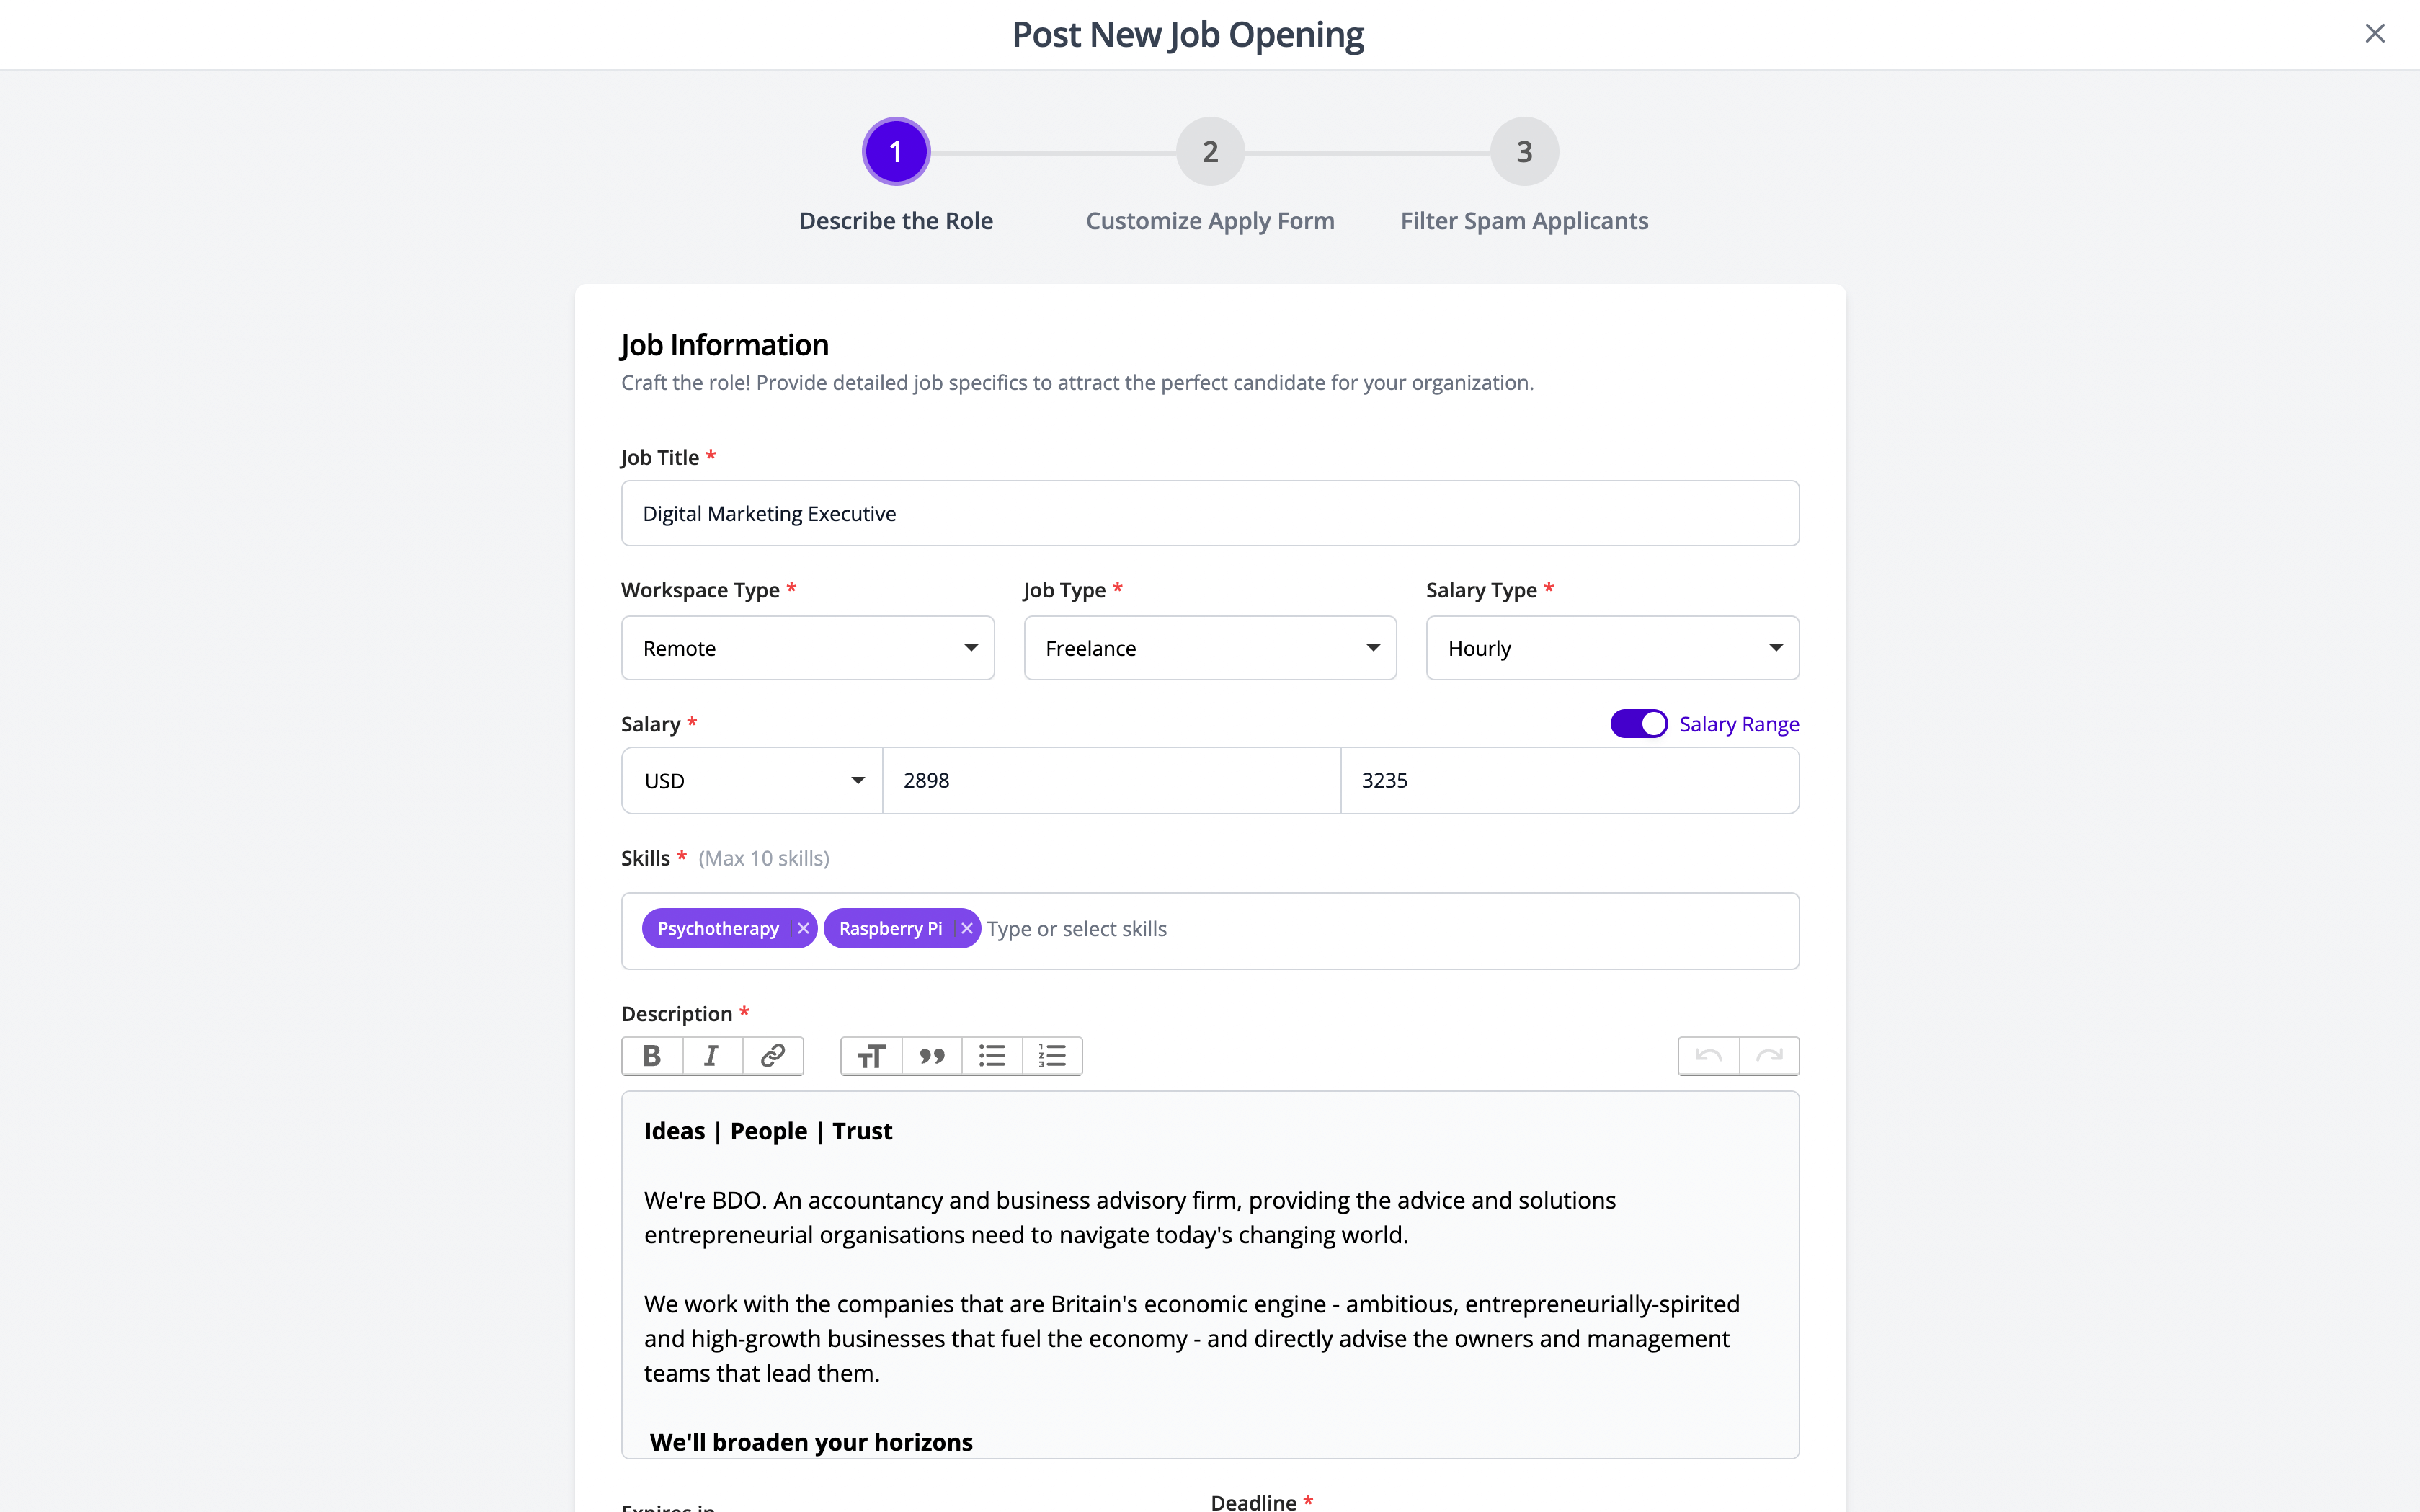 Post New Job Opening
1
2
3
Describe the Role
Customize Apply Form
Filter Spam Applicants
Job Information
Craft the role! Provide detailed job specifics to attract the perfect candidate for your organization.
Job Title *
Digital Marketing Executive
Workspace Type *
Job Type *
Salary Type *
Remote
Freelance
Hourly
Salary *
Salary Range
USD
2898
3235
Skills * (Max 10 skills)
Psychotherapy
Raspberry Pi
Type or select skills
Description *
Ideas | People | Trust
We're BDO. An accountancy and business advisory firm, providing the advice and solutions
entrepreneurial organisations need to navigate today's changing world.
We work with the companies that are Britain's economic engine - ambitious, entrepreneurially-spirited
and high-growth businesses that fuel the economy - and directly advise the owners and management
teams that lead them.
We'll broaden your horizons
Expires in
Deadline *